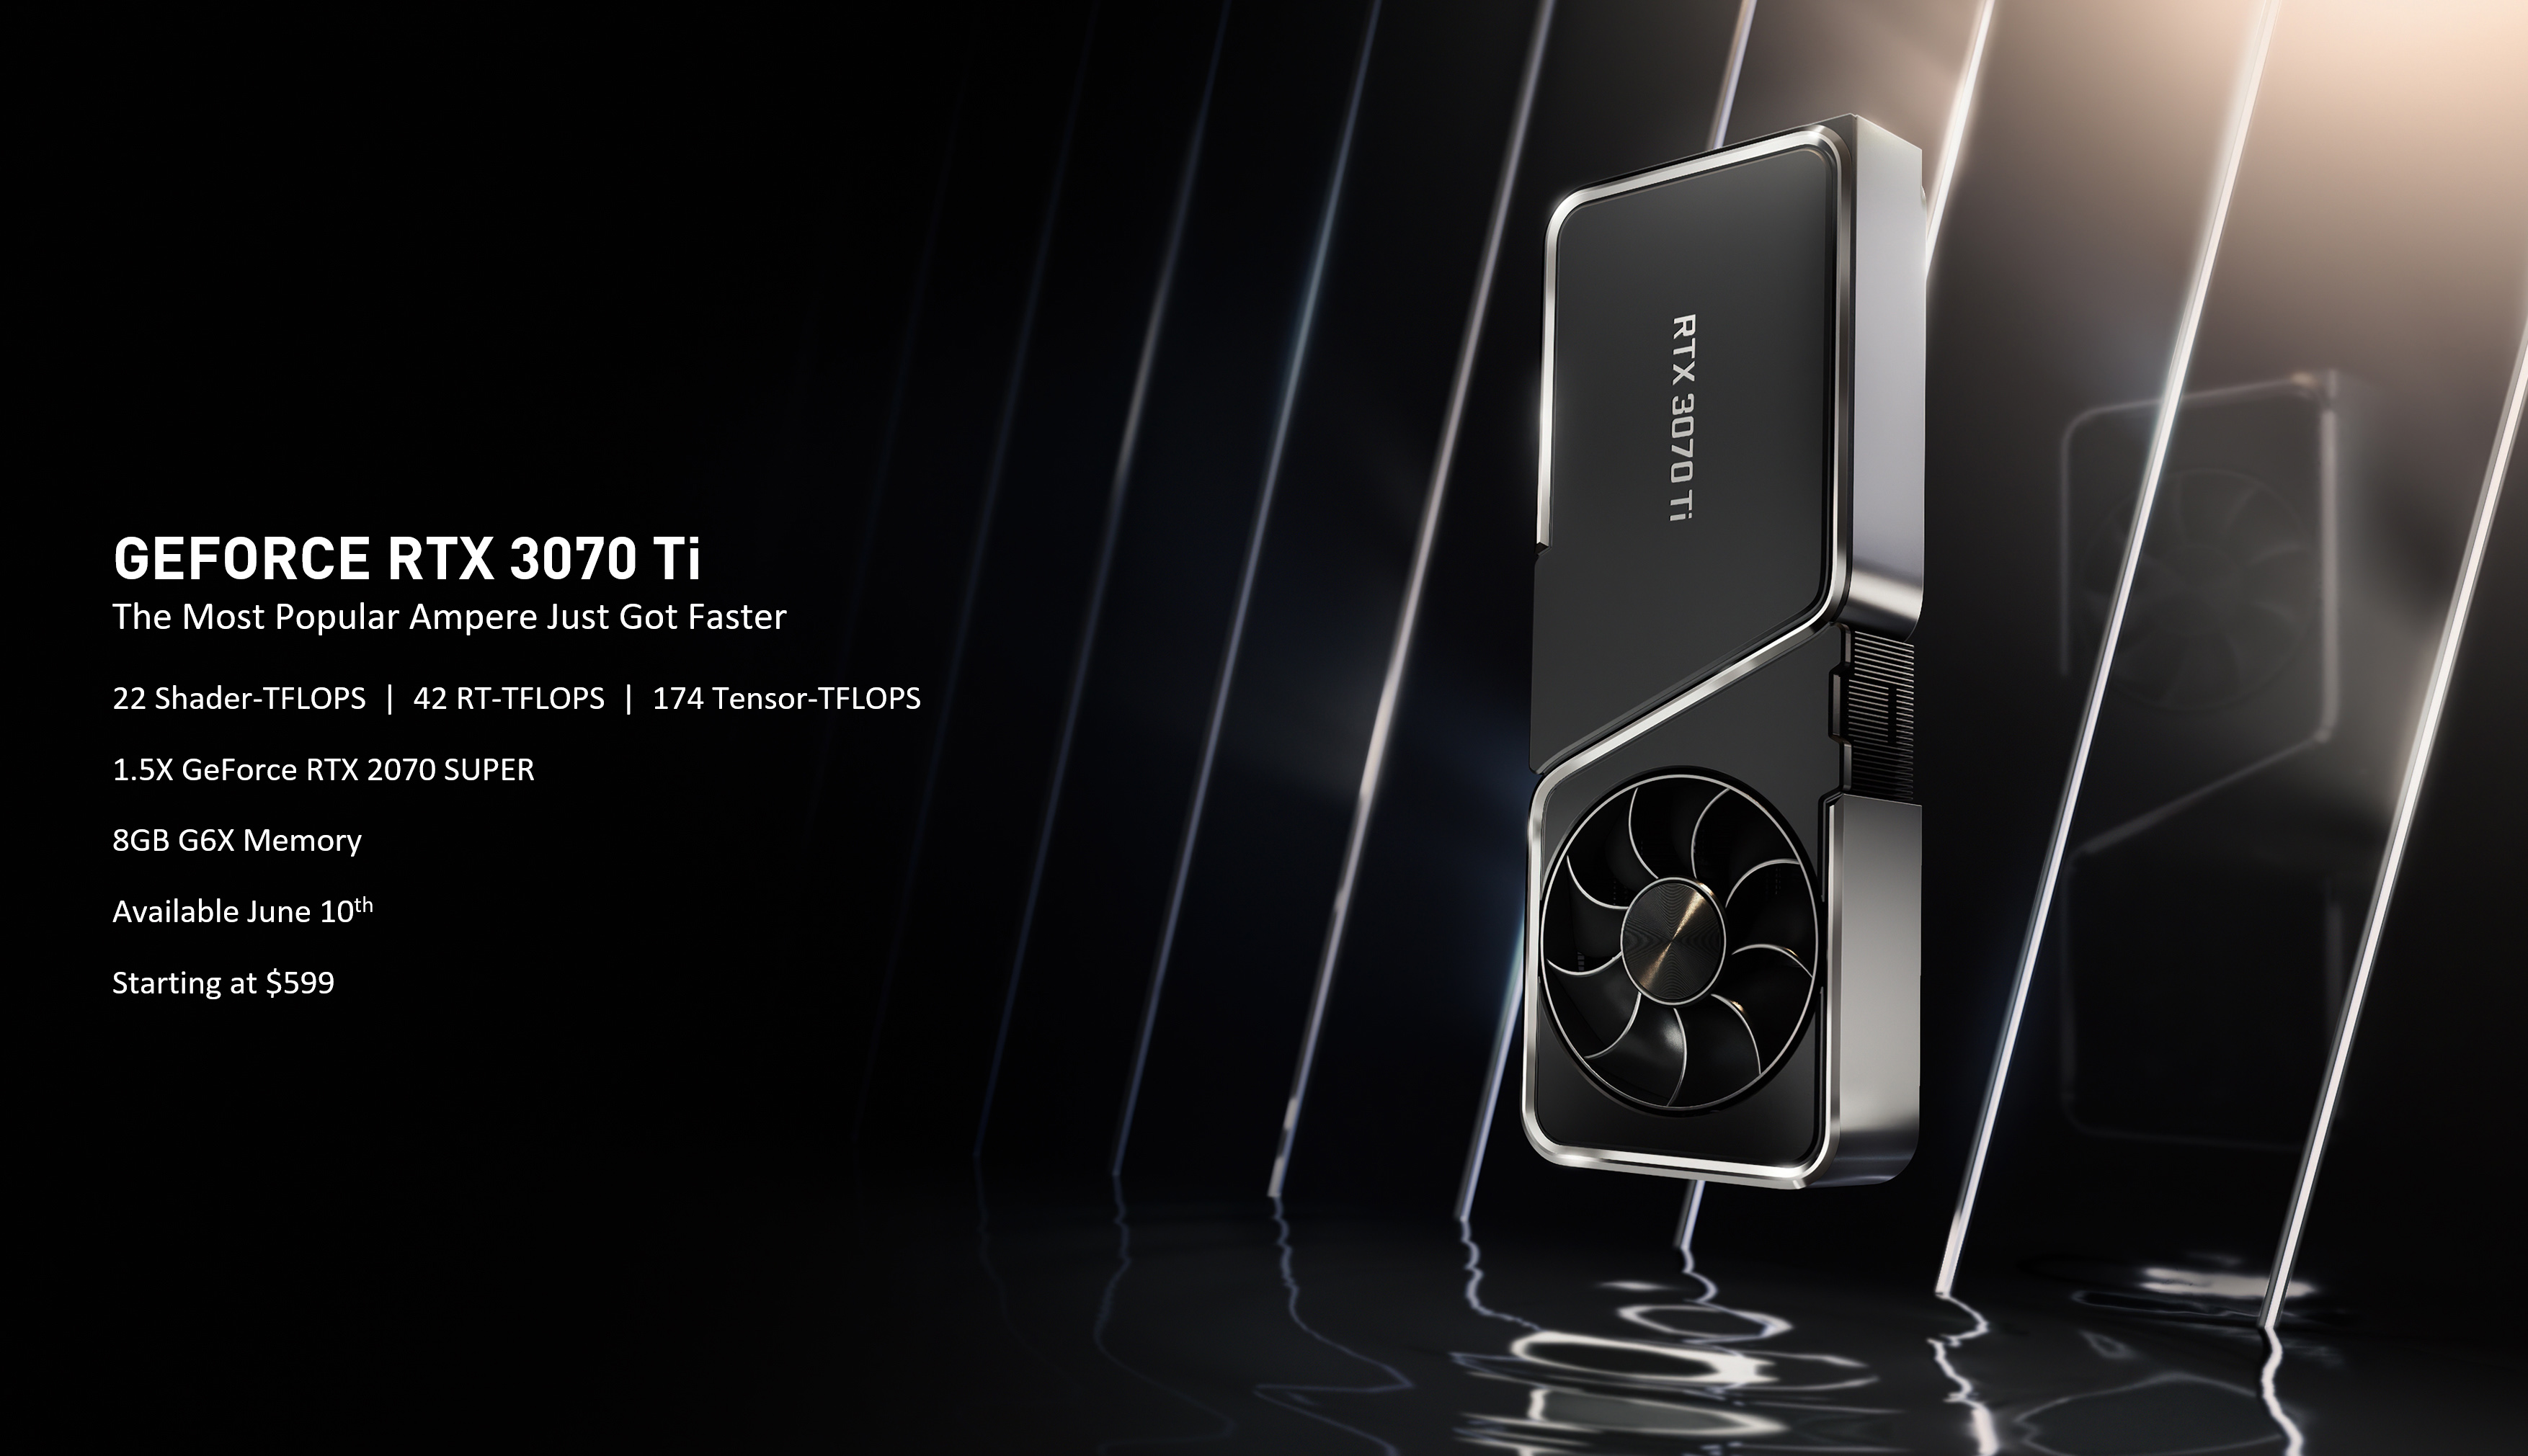 GEFORCE RTX 3070 Ti
The Most Popular Ampere Just Got Faster
22 Shader-TFLOPS | 42 RT-TFLOPS | 174 Tensor-TFLOPS
1.5X GeForce RTX 2070 SUPER
8GB G6X Memory
Available June 10th
Starting at $599
RTX 3070 Ti